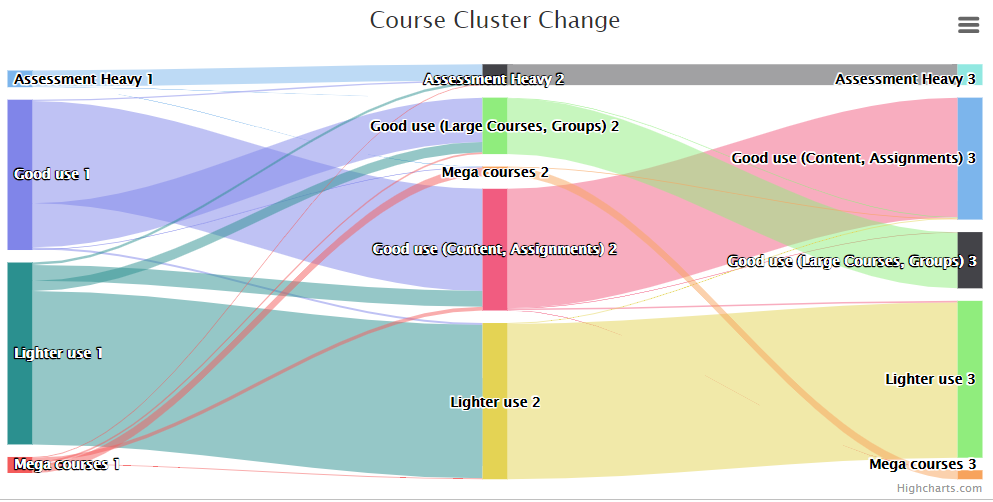 Course Cluster Change
Assessment Heavy 1
Assessment Heavy 2
Assessment Heavy 3
Good use (Large Courses, Groups) 2
Good use (Content, Assignments) 3
Good use 1
Mega courses 2
Good use (Content, Assignments) 2
Good use (Large Courses, Groups) 3
Lighter use 1
Lighter use 3
Lighter use 2
Mega courses 1
Mega courses 3
Highcharts.com